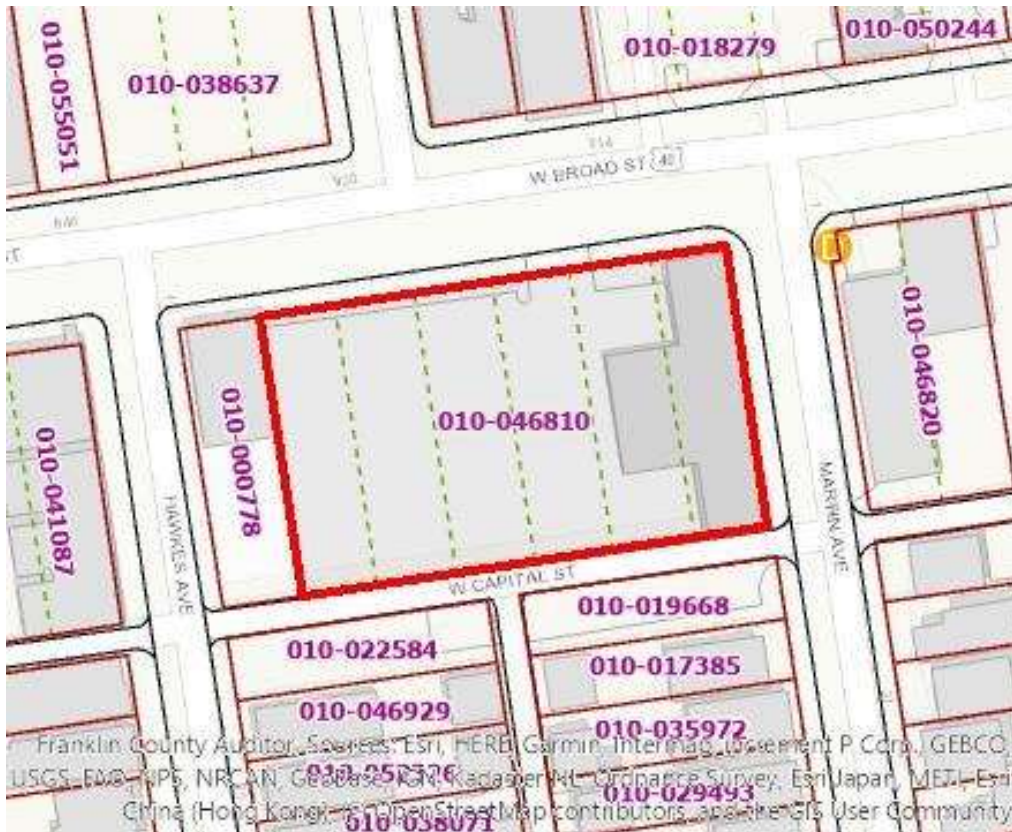 010-055051
010-038637
010-018279
010-050244
W BROAD ST
40
010-046810
010-000778
010-046820
010-041087
HAWKES AVE
MARTIN AVE
W CAPITAL ST
010-019668
010-022584
010-017385
010-046929
010-035972
010-029493
010-038071
Franklin County Auditor, Sources: Esri, HERE, Garmin, Intermap, increment P Corp., GEBCO,
USGS, FAO, NPS, NRCAN, GeoBase, IGN, Kadaster NL, Ordnance Survey, Esri Japan, METI, Esri
China (Hong Kong), (c) OpenStreetMap contributors, and the GIS User Community